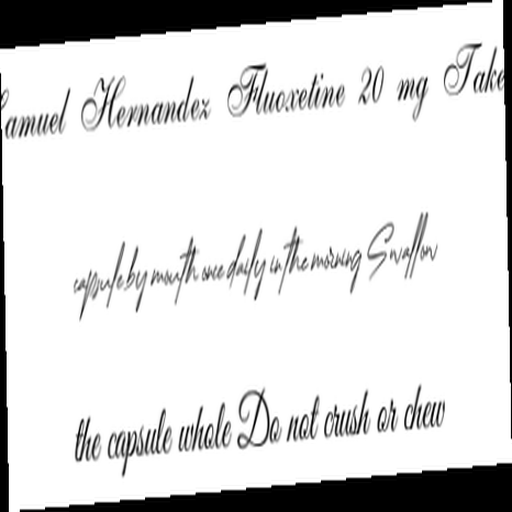 Samuel Hernandez Fluoxetine 20 mg Take
capsule by mouth once daily in the morning Swallow
the capsule whole Do not crush or chew